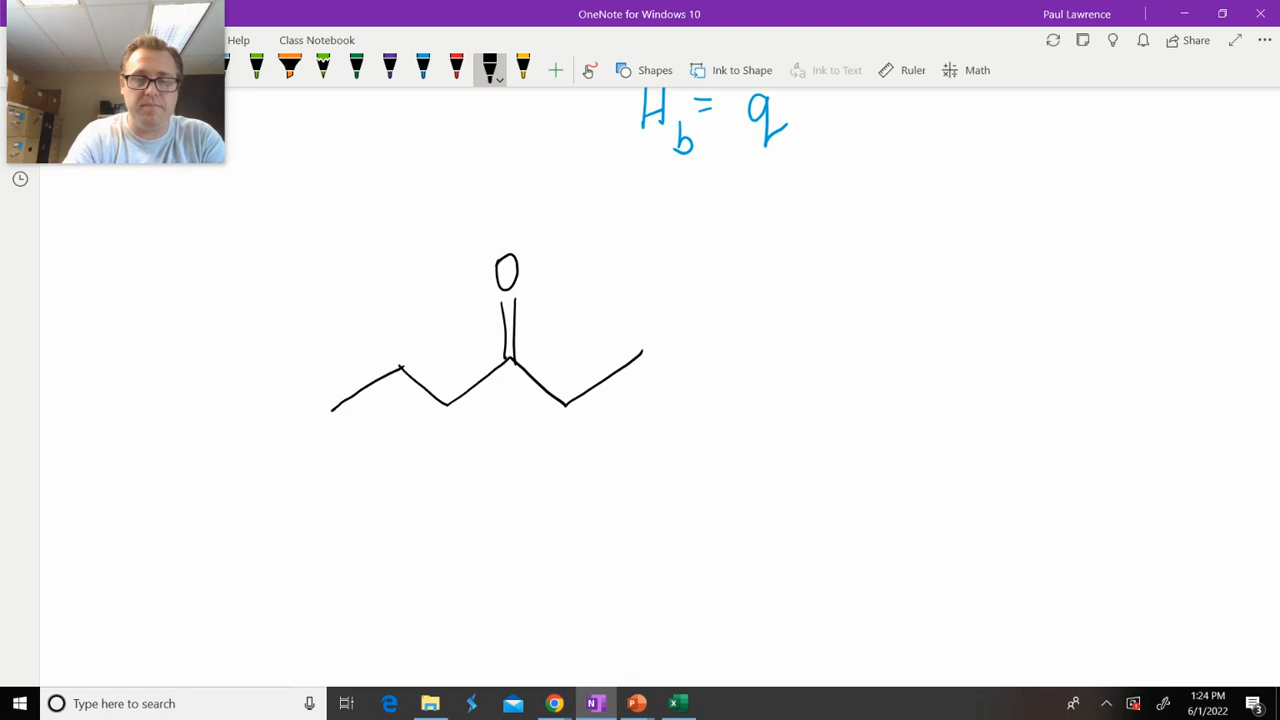 OneNote for Windows 10
Paul Lawrence
Help
Class Notebook
Share
Shapes
Ink to Shape
Ink to Text
Ruler
Math
H b = q
O
Type here to search
1:24 PM
6/1/2022
3